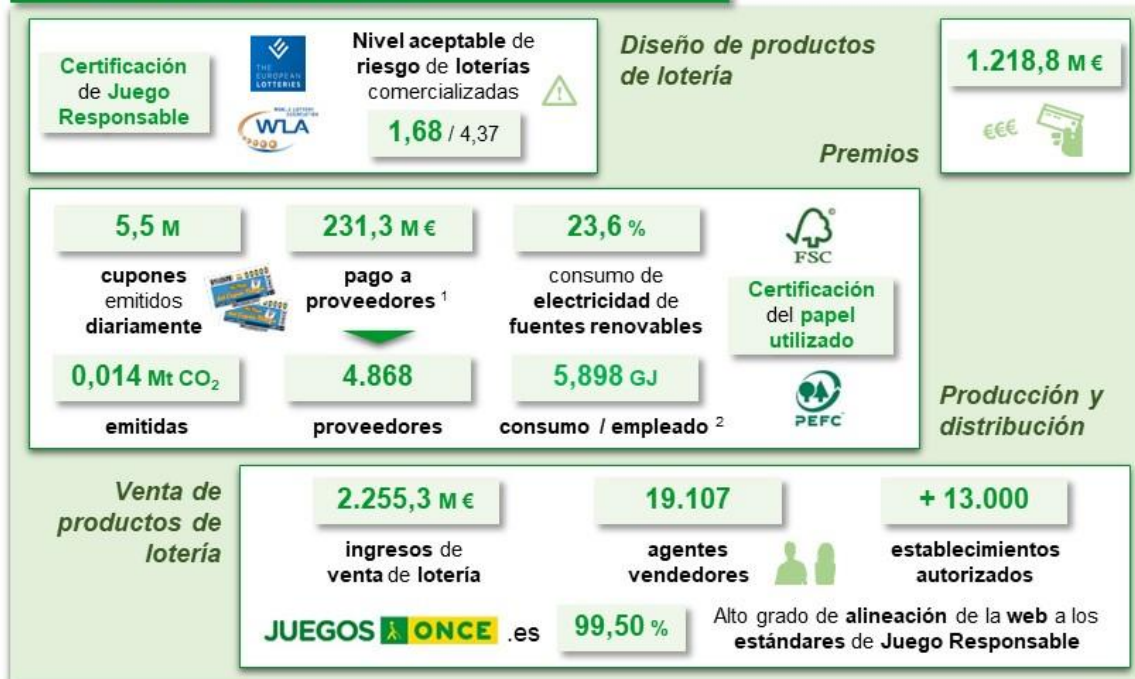 Certificación
de Juego
Responsable
THE
EUROPEAN
LOTTERIES
WORLD LOTTERY
ASSOCIATION
WLA
Nivel aceptable de
riesgo de loterías
comercializadas
1,68 / 4,37
Diseño de productos
de lotería
Premios
1.218,8 M €
€€€
5,5 M
cupones
emitidos
diariamente
231,3 M €
pago a
proveedores 1
23,6 %
consumo de
electricidad de
fuentes renovables
FSC
Certificación
del papel
utilizado
PEFC
0,014 Mt CO2
emitidas
4.868
proveedores
5,898 GJ
consumo / empleado 2
Producción y
distribución
Venta de
productos de
lotería
2.255,3 M €
ingresos de
venta de lotería
19.107
agentes
vendedores
+ 13.000
establecimientos
autorizados
JUEGOS ONCE .es
99,50 %
Alto grado de alineación de la web a los
estándares de Juego Responsable